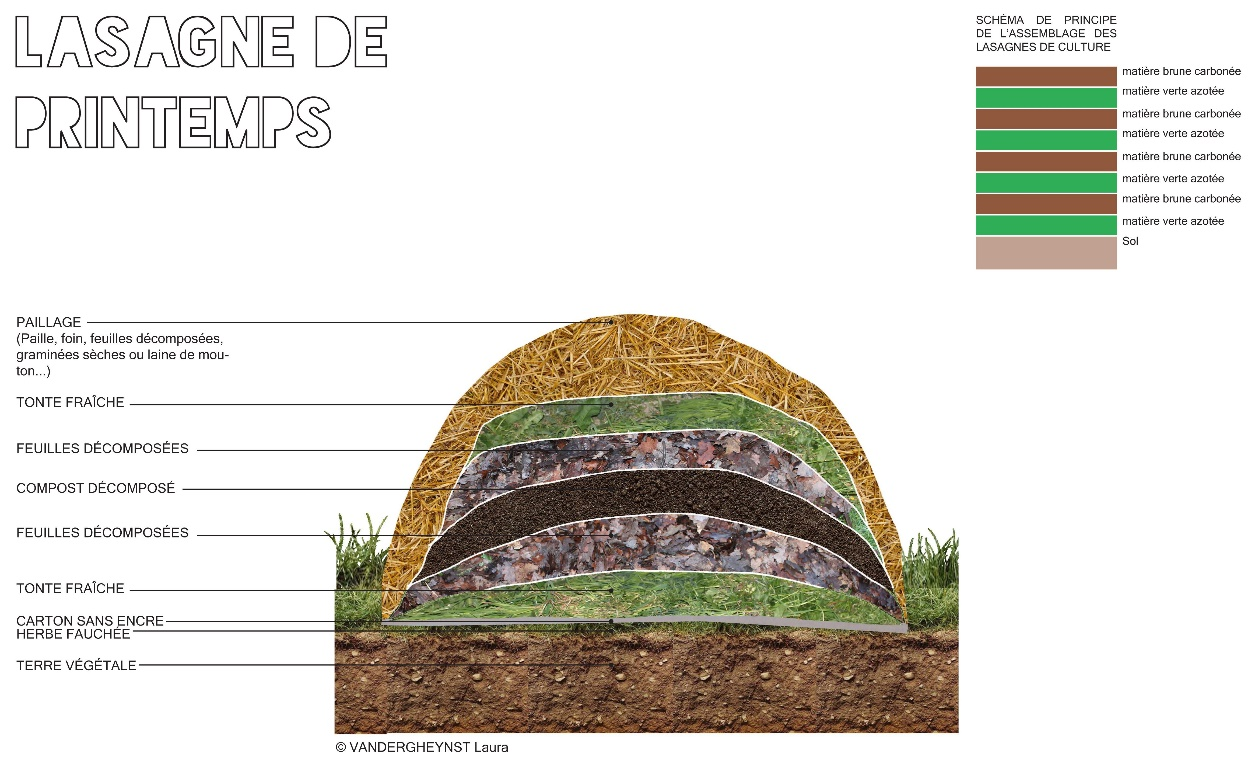 LASAGNE DE
PRINTEMPS
SCHÉMA DE PRINCIPE
DE L'ASSEMBLAGE DES
LASAGNES DE CULTURE
matière brune carbonée
matière verte azotée
matière brune carbonée
matière verte azotée
matière brune carbonée
matière verte azotée
matière brune carbonée
matière verte azotée
Sol
PAILLAGE
(Paille, foin, feuilles décomposées,
graminées sèches ou laine de mou-
ton...)
TONTE FRAÎCHE
FEUILLES DÉCOMPOSÉES
COMPOST DÉCOMPOSÉ
FEUILLES DÉCOMPOSÉES
TONTE FRAÎCHE
CARTON SANS ENCRE
HERBE FAUCHÉE
TERRE VÉGÉTALE
© VANDERGHEYNST Laura